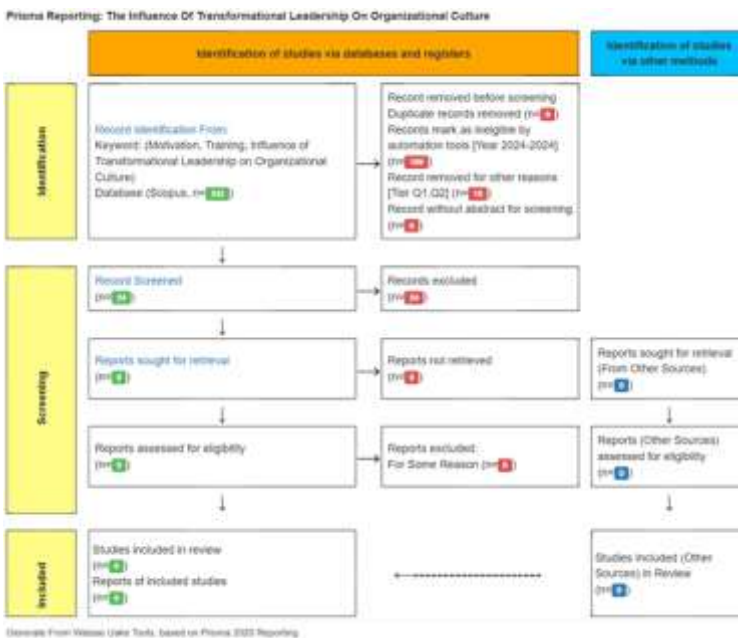 Prisma Reporting: The Influence Of Transformational Leadership On Organizational Culture
Identification of studies via databases and registers
Identification of studies
via other methods
Identification
Record Identification From:
Keyword: (Motivation, Training, Influence of
Transformational Leadership on Organizational
Culture)
Database (Scopus, n=
Record removed before screening
Duplicate records removed (n=
Records mark as ineligible by
automation tools [Year 2024-2024]
(n=
Record removed for other reasons
[Tier Q1,Q2] (n=
Record without abstract for screening
(n=
Screening
Record Screened
(n=
Records excluded
(n=
Reports sought for retrieval
(n=
Reports not retrieved
(n=
Reports sought for retrieval
(From Other Sources)
(n= 0)
Reports assessed for eligibility
(n=
Reports excluded:
For Some Reason (n=
Reports (Other Sources)
assessed for eligibility
(n= 0)
Included
Studies included in review
(n=
Reports of included studies
(n=
Studies Included (Other
Sources) in Review
(n= 0)
Generate From Watase Uake Tools, based on Prisma 2020 Reporting